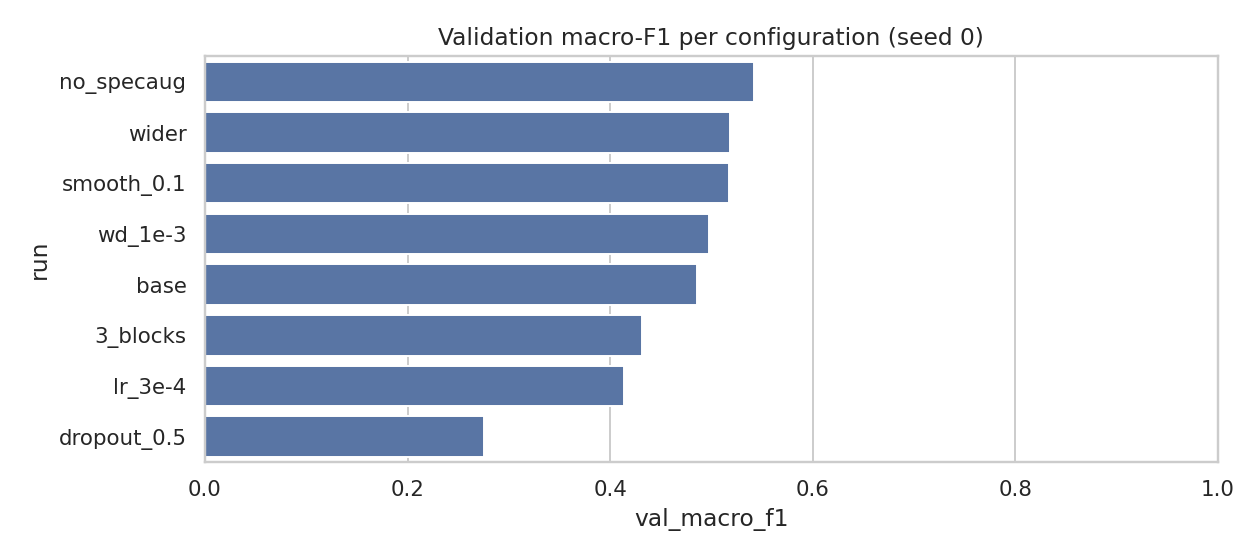 Validation macro-F1 per configuration (seed 0)
no_specaug
wider
smooth_0.1
wd_1e-3
base
3_blocks
lr_3e-4
dropout_0.5
run
0.0 0.2 0.4 0.6 0.8 1.0
val_macro_f1